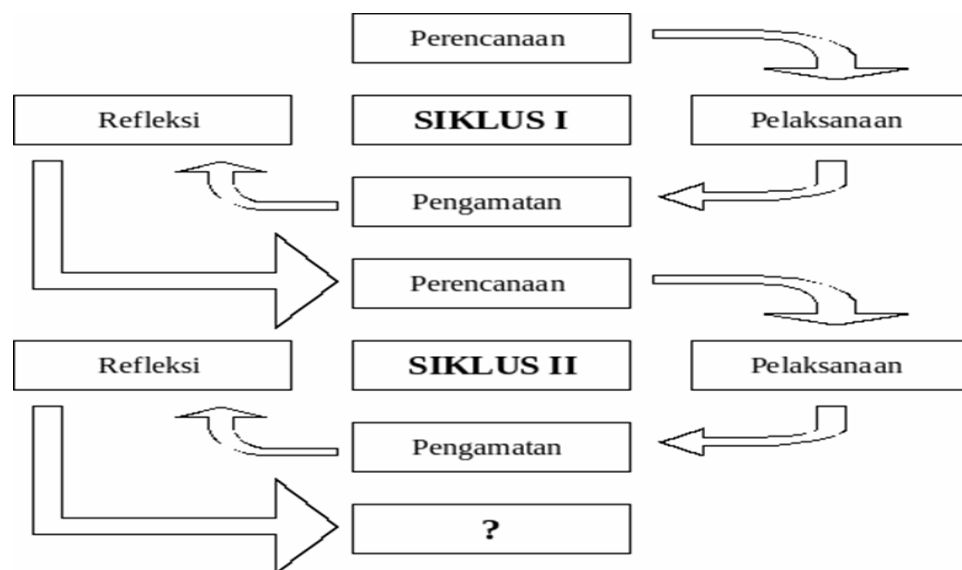 Perencanaan
Refleksi
SIKLUS I
Pelaksanaan
Pengamatan
Perencanaan
Refleksi
SIKLUS II
Pelaksanaan
Pengamatan
?